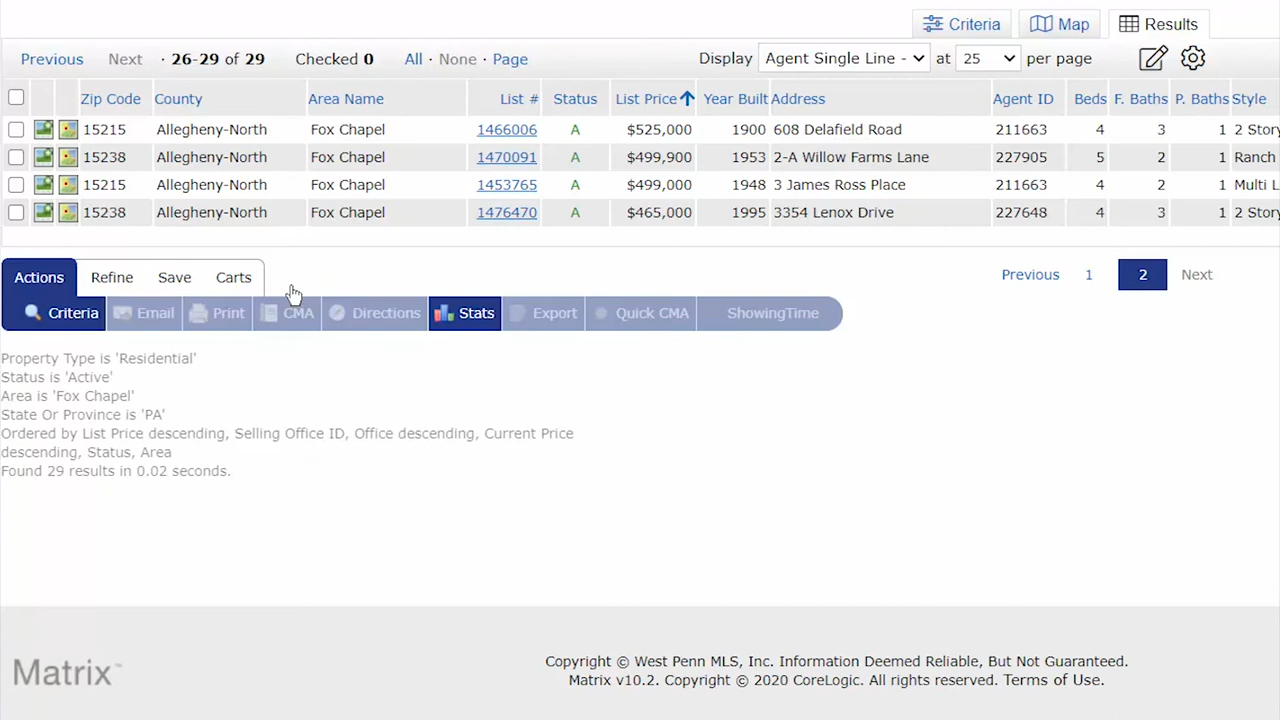 Criteria Map Results
Previous Next · 26-29 of 29 Checked 0 All · None · Page Display Agent Single Line - at 25 per page
Zip Code County Area Name List # Status List Price Year Built Address Agent ID Beds F. Baths P. Baths Style
15215 Allegheny-North Fox Chapel 1466006 A $525,000 1900 608 Delafield Road 211663 4 3 1 2 Story
15238 Allegheny-North Fox Chapel 1470091 A $499,900 1953 2-A Willow Farms Lane 227905 5 2 1 Ranch
15215 Allegheny-North Fox Chapel 1453765 A $499,000 1948 3 James Ross Place 211663 4 2 1 Multi L
15238 Allegheny-North Fox Chapel 1476470 A $465,000 1995 3354 Lenox Drive 227648 4 3 1 2 Story
Actions Refine Save Carts Previous 1 2 Next
Criteria Email Print CMA Directions Stats Export Quick CMA ShowingTime
Property Type is 'Residential'
Status is 'Active'
Area is 'Fox Chapel'
State Or Province is 'PA'
Ordered by List Price descending, Selling Office ID, Office descending, Current Price
descending, Status, Area
Found 29 results in 0.02 seconds.
Matrix™
Copyright © West Penn MLS, Inc. Information Deemed Reliable, But Not Guaranteed.
Matrix v10.2. Copyright © 2020 CoreLogic. All rights reserved. Terms of Use.